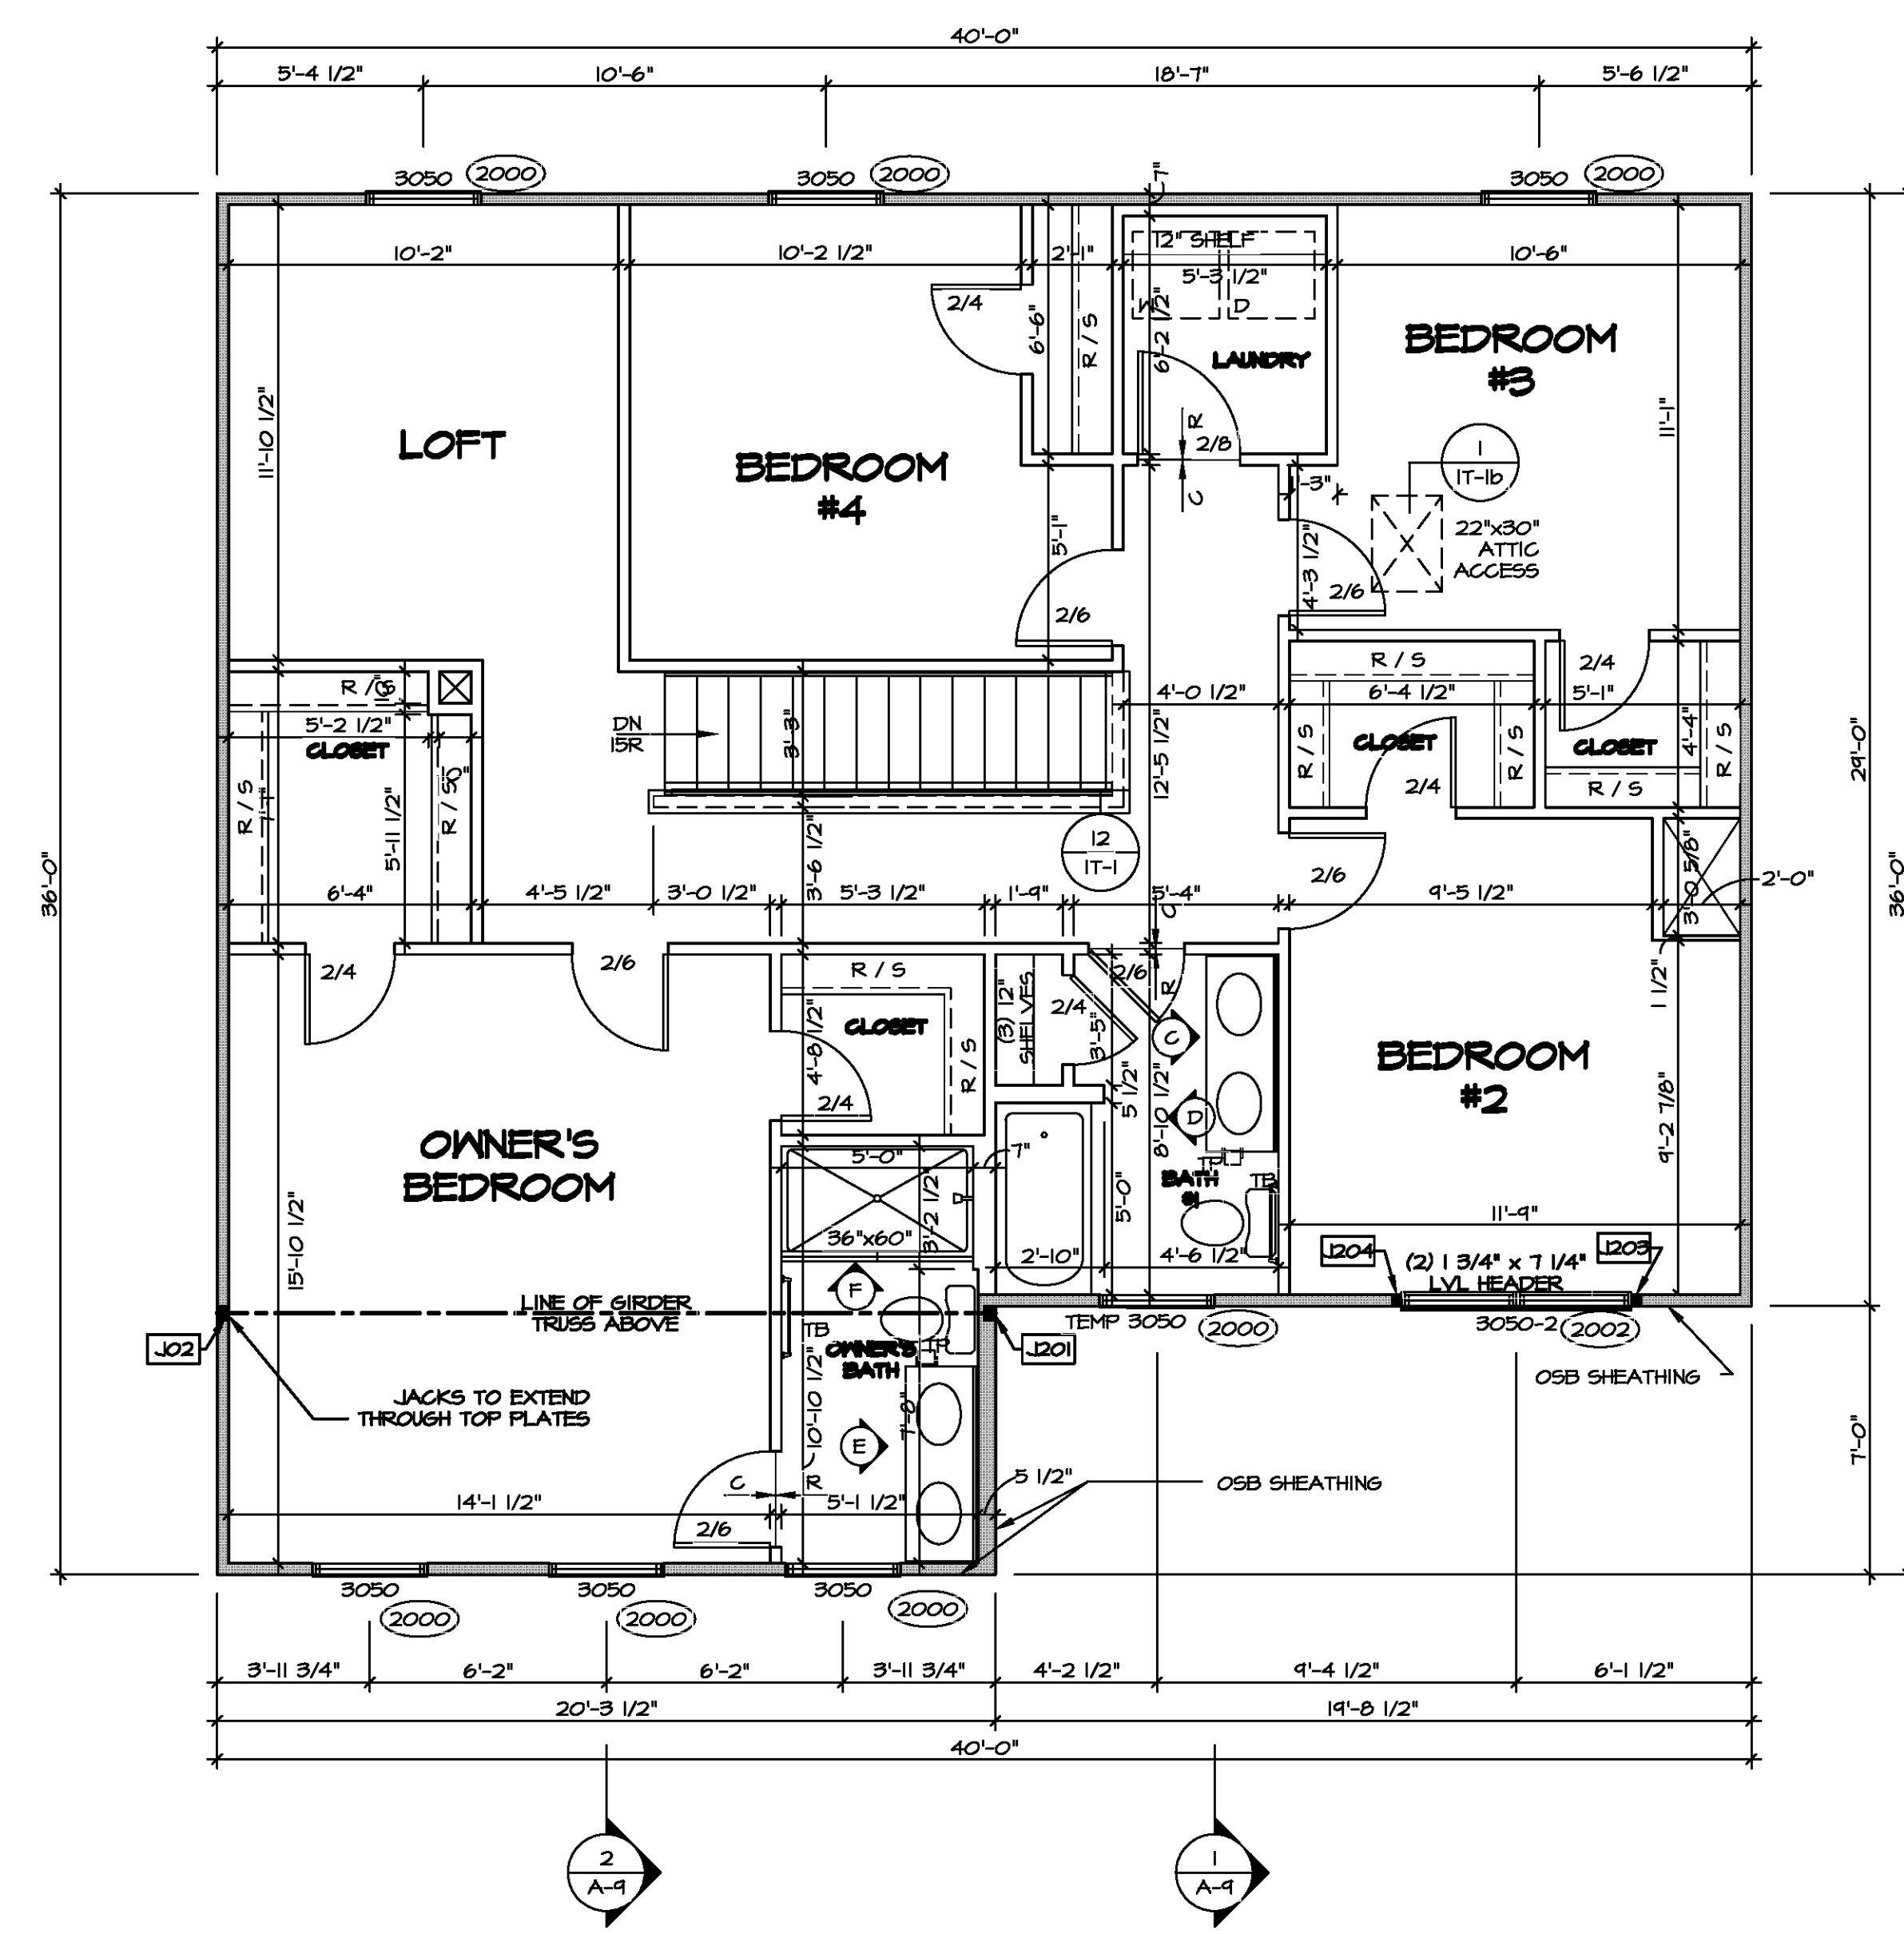 40'-0"
5'-4 1/2" 10'-6" 18'-7" 5'-6 1/2"
3050 2000 3050 2000 3050 2000
7"
12" SHELF
10'-2" 10'-2 1/2" 2'-1" 5'-3 1/2" 10'-6"
W D
2/4 6'-6" R / S 6'-2 1/2"
LAUNDRY
BEDROOM
#3
11'-10 1/2"
LOFT
BEDROOM
#4
R
2/8
C
11'-1"
1
1T-1b
1'-3"
22"x30"
ATTIC
ACCESS
X
5'-1" 4'-3 1/2"
2/6 2/6
R / S R / S 2/4
4'-0 1/2" 6'-4 1/2" 5'-1"
5'-2 1/2"
CLOSET
DN
15R
3'-3" 12'-5 1/2"
R / S CLOSET R / S
CLOSET 4'-4" R / S
2/4 R / S
29'-0"
R / S 5'-11 1/2" R / S
12
1T-1
3'-6 1/2"
36'-0" 36'-0"
6'-4" 4'-5 1/2" 3'-0 1/2" 5'-3 1/2" 1'-9" 5'-4" 2/6 9'-5 1/2" 3'-0 5/8" 2'-0"
C
2/4 2/6 R / S 2/6
R
(3) 12"
SHELVES
2/4
1 1/2"
4'-8 1/2" CLOSET R / S 3'-5" C
BEDROOM
#2
2/4 5 1/2" 8'-10 1/2" D 9'-2 7/8"
OWNER'S
BEDROOM
5'-0" 7"
TP
BATH
#1
TB
15'-10 1/2" 3'-2 1/2" 5'-0"
36"x60"
11'-9"
2'-10" 4'-6 1/2"
J204 J203
(2) 1 3/4" x 7 1/4"
LVL HEADER
F
LINE OF GIRDER
TRUSS ABOVE
TB
TEMP 3050 2000 3050-2 2002
J02 J201
OWNER'S
BATH
TP
OSB SHEATHING
JACKS TO EXTEND
THROUGH TOP PLATES
10'-10 1/2" 7'-8" 7'-0"
E
C R 5 1/2" OSB SHEATHING
14'-1 1/2" 5'-1 1/2"
2/6
3050 3050 3050
2000 2000 2000
3'-11 3/4" 6'-2" 6'-2" 3'-11 3/4" 4'-2 1/2" 9'-4 1/2" 6'-1 1/2"
20'-3 1/2" 19'-8 1/2"
40'-0"
2
A-9
1
A-9